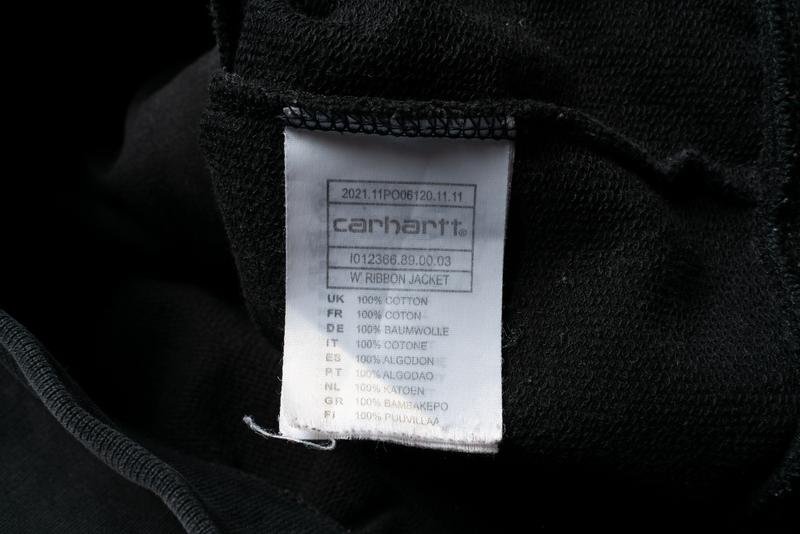 2021.11PO06120.11.11
carhartt®
I012366.89.00.03
W' RIBBON JACKET
UK 100% COTTON
FR 100% COTON
DE 100% BAUMWOLLE
IT 100% COTONE
ES 100% ALGODON
PT 100% ALGODAO
NL 100% KATOEN
GR 100% BAMBAKEPO
FI 100% PUUVILLAA